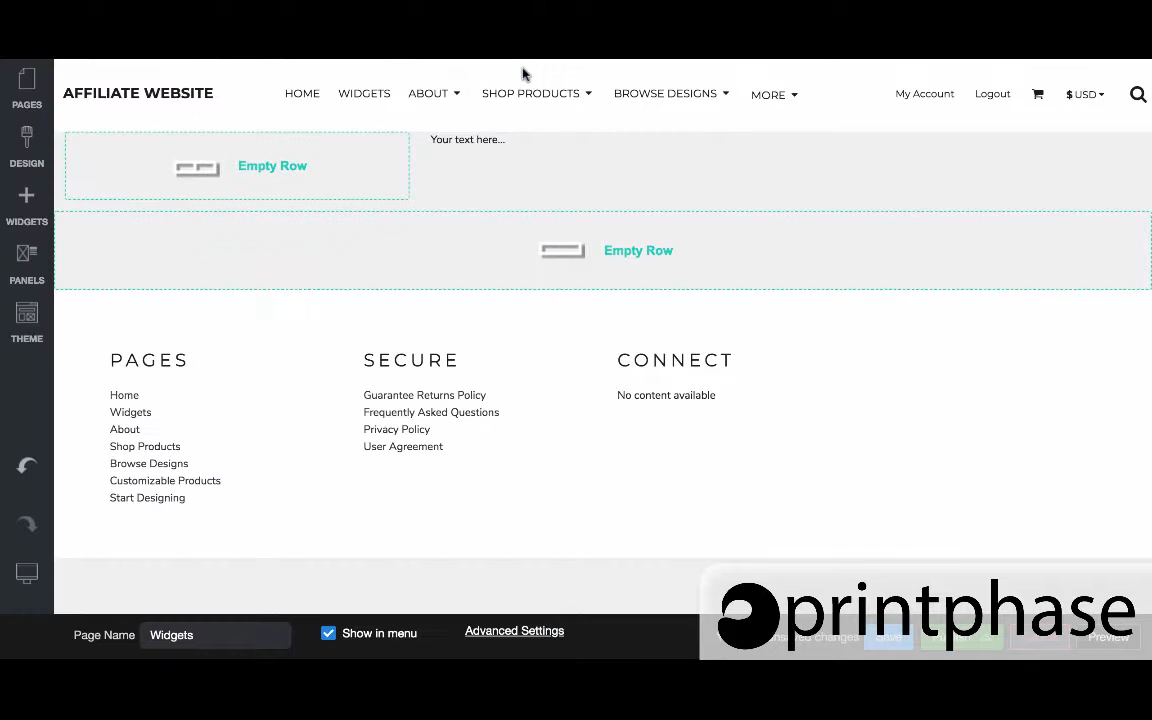 PAGES
DESIGN
WIDGETS
PANELS
THEME
AFFILIATE WEBSITE
HOME WIDGETS ABOUT SHOP PRODUCTS BROWSE DESIGNS MORE
My Account Logout $ USD
Empty Row
Your text here...
Empty Row
PAGES
Home
Widgets
About
Shop Products
Browse Designs
Customizable Products
Start Designing
SECURE
Guarantee Returns Policy
Frequently Asked Questions
Privacy Policy
User Agreement
CONNECT
No content available
Page Name Widgets Show in menu Advanced Settings
changes Preview
printphase